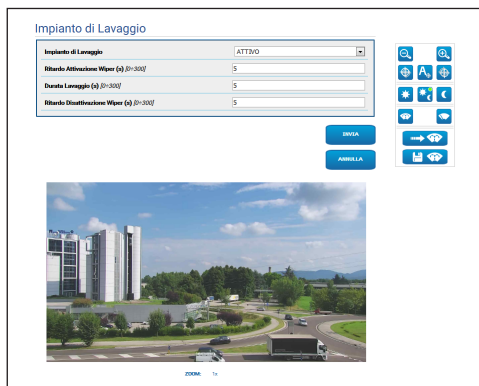 Impianto di Lavaggio
Impianto di Lavaggio ATTIVO
Ritardo Attivazione Wiper (s) [0÷300] 5
Durata Lavaggio (s) [0÷300] 5
Ritardo Disattivazione Wiper (s) [0÷300] 5
INVIA
ANNULLA
ZOOM: 1x